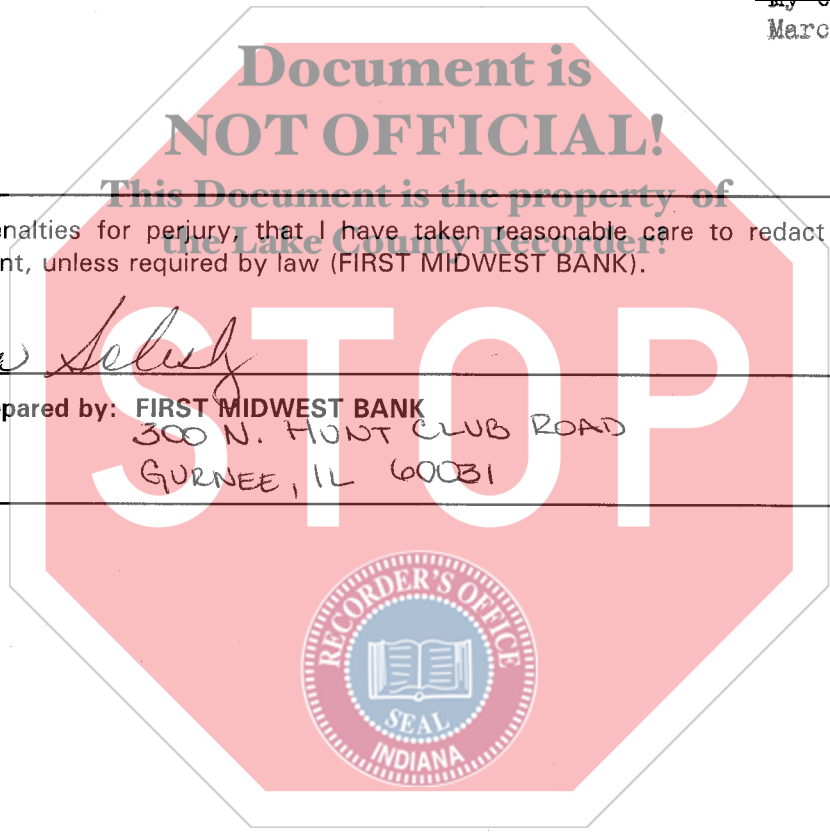 Marc
Document is
NOT OFFICIAL!
This Document is the property of
the Lake County Recorder!
enalties for perjury, that I have taken reasonable care to redact
nt, unless required by law (FIRST MIDWEST BANK).
epared by: FIRST MIDWEST BANK
300 N. HUNT CLUB ROAD
GURNEE, IL 60031
STOP
RECORDER'S OFFICE
SEAL
INDIANA